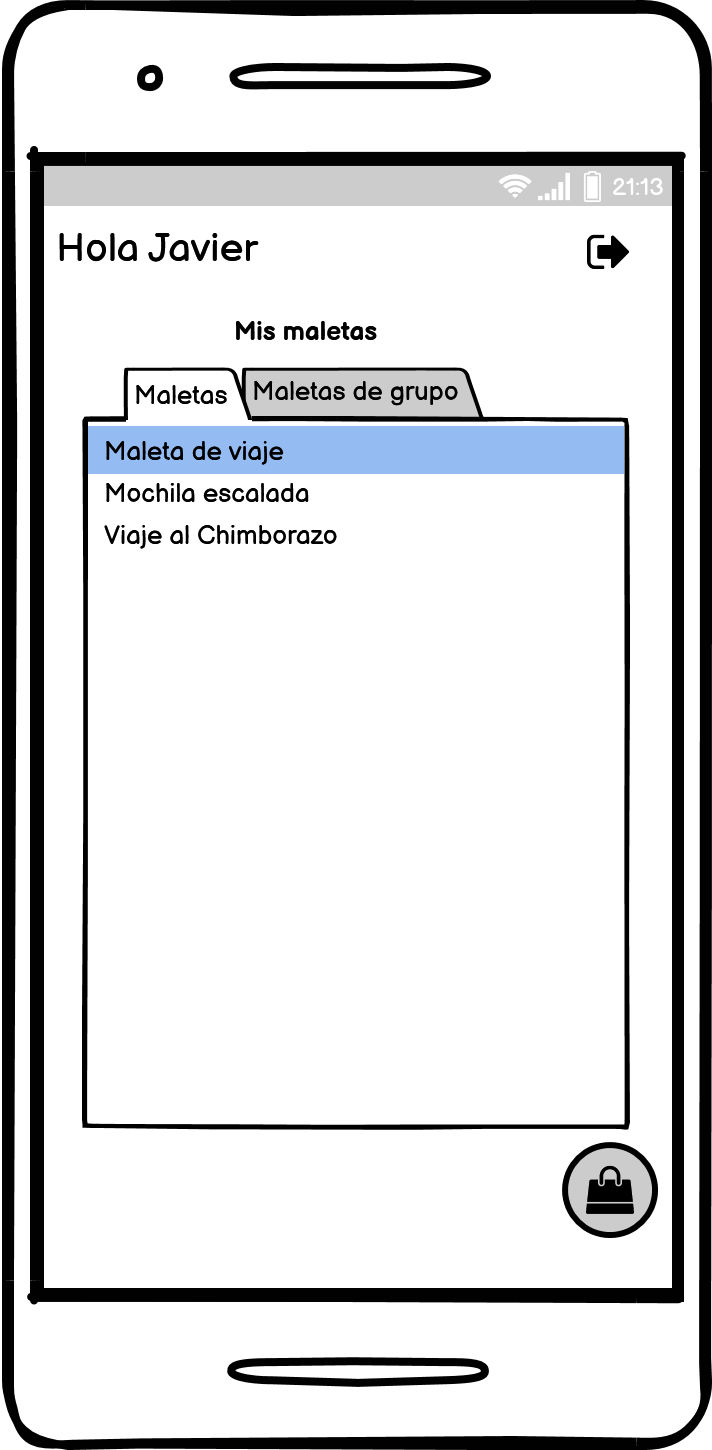 21:13
Hola Javier
Mis maletas
Maletas
Maletas de grupo
Maleta de viaje
Mochila escalada
Viaje al Chimborazo